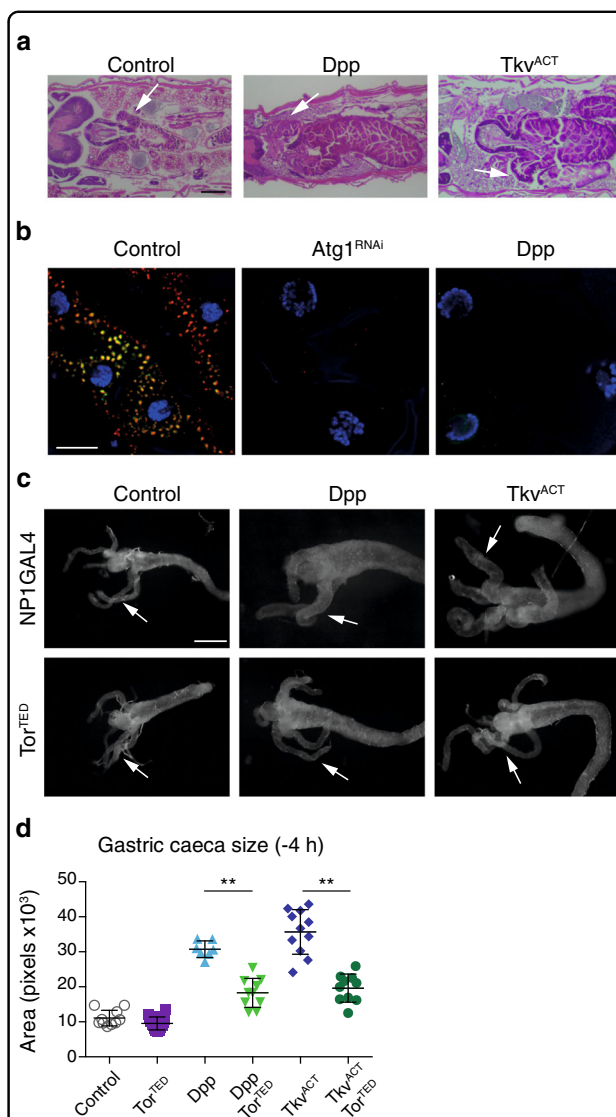 a
Control
Dpp
Tkv^ACT
b
Control
Atg1^RNAi
Dpp
c
Control
Dpp
Tkv^ACT
NP1GAL4
Tor^TED
d
Gastric caeca size (-4 h)
Area (pixels x10³)
50
40
30
20
10
0
**
**
Control
Tor^TED
Dpp
Dpp Tor^TED
Tkv^ACT
Tkv^ACT Tor^TED